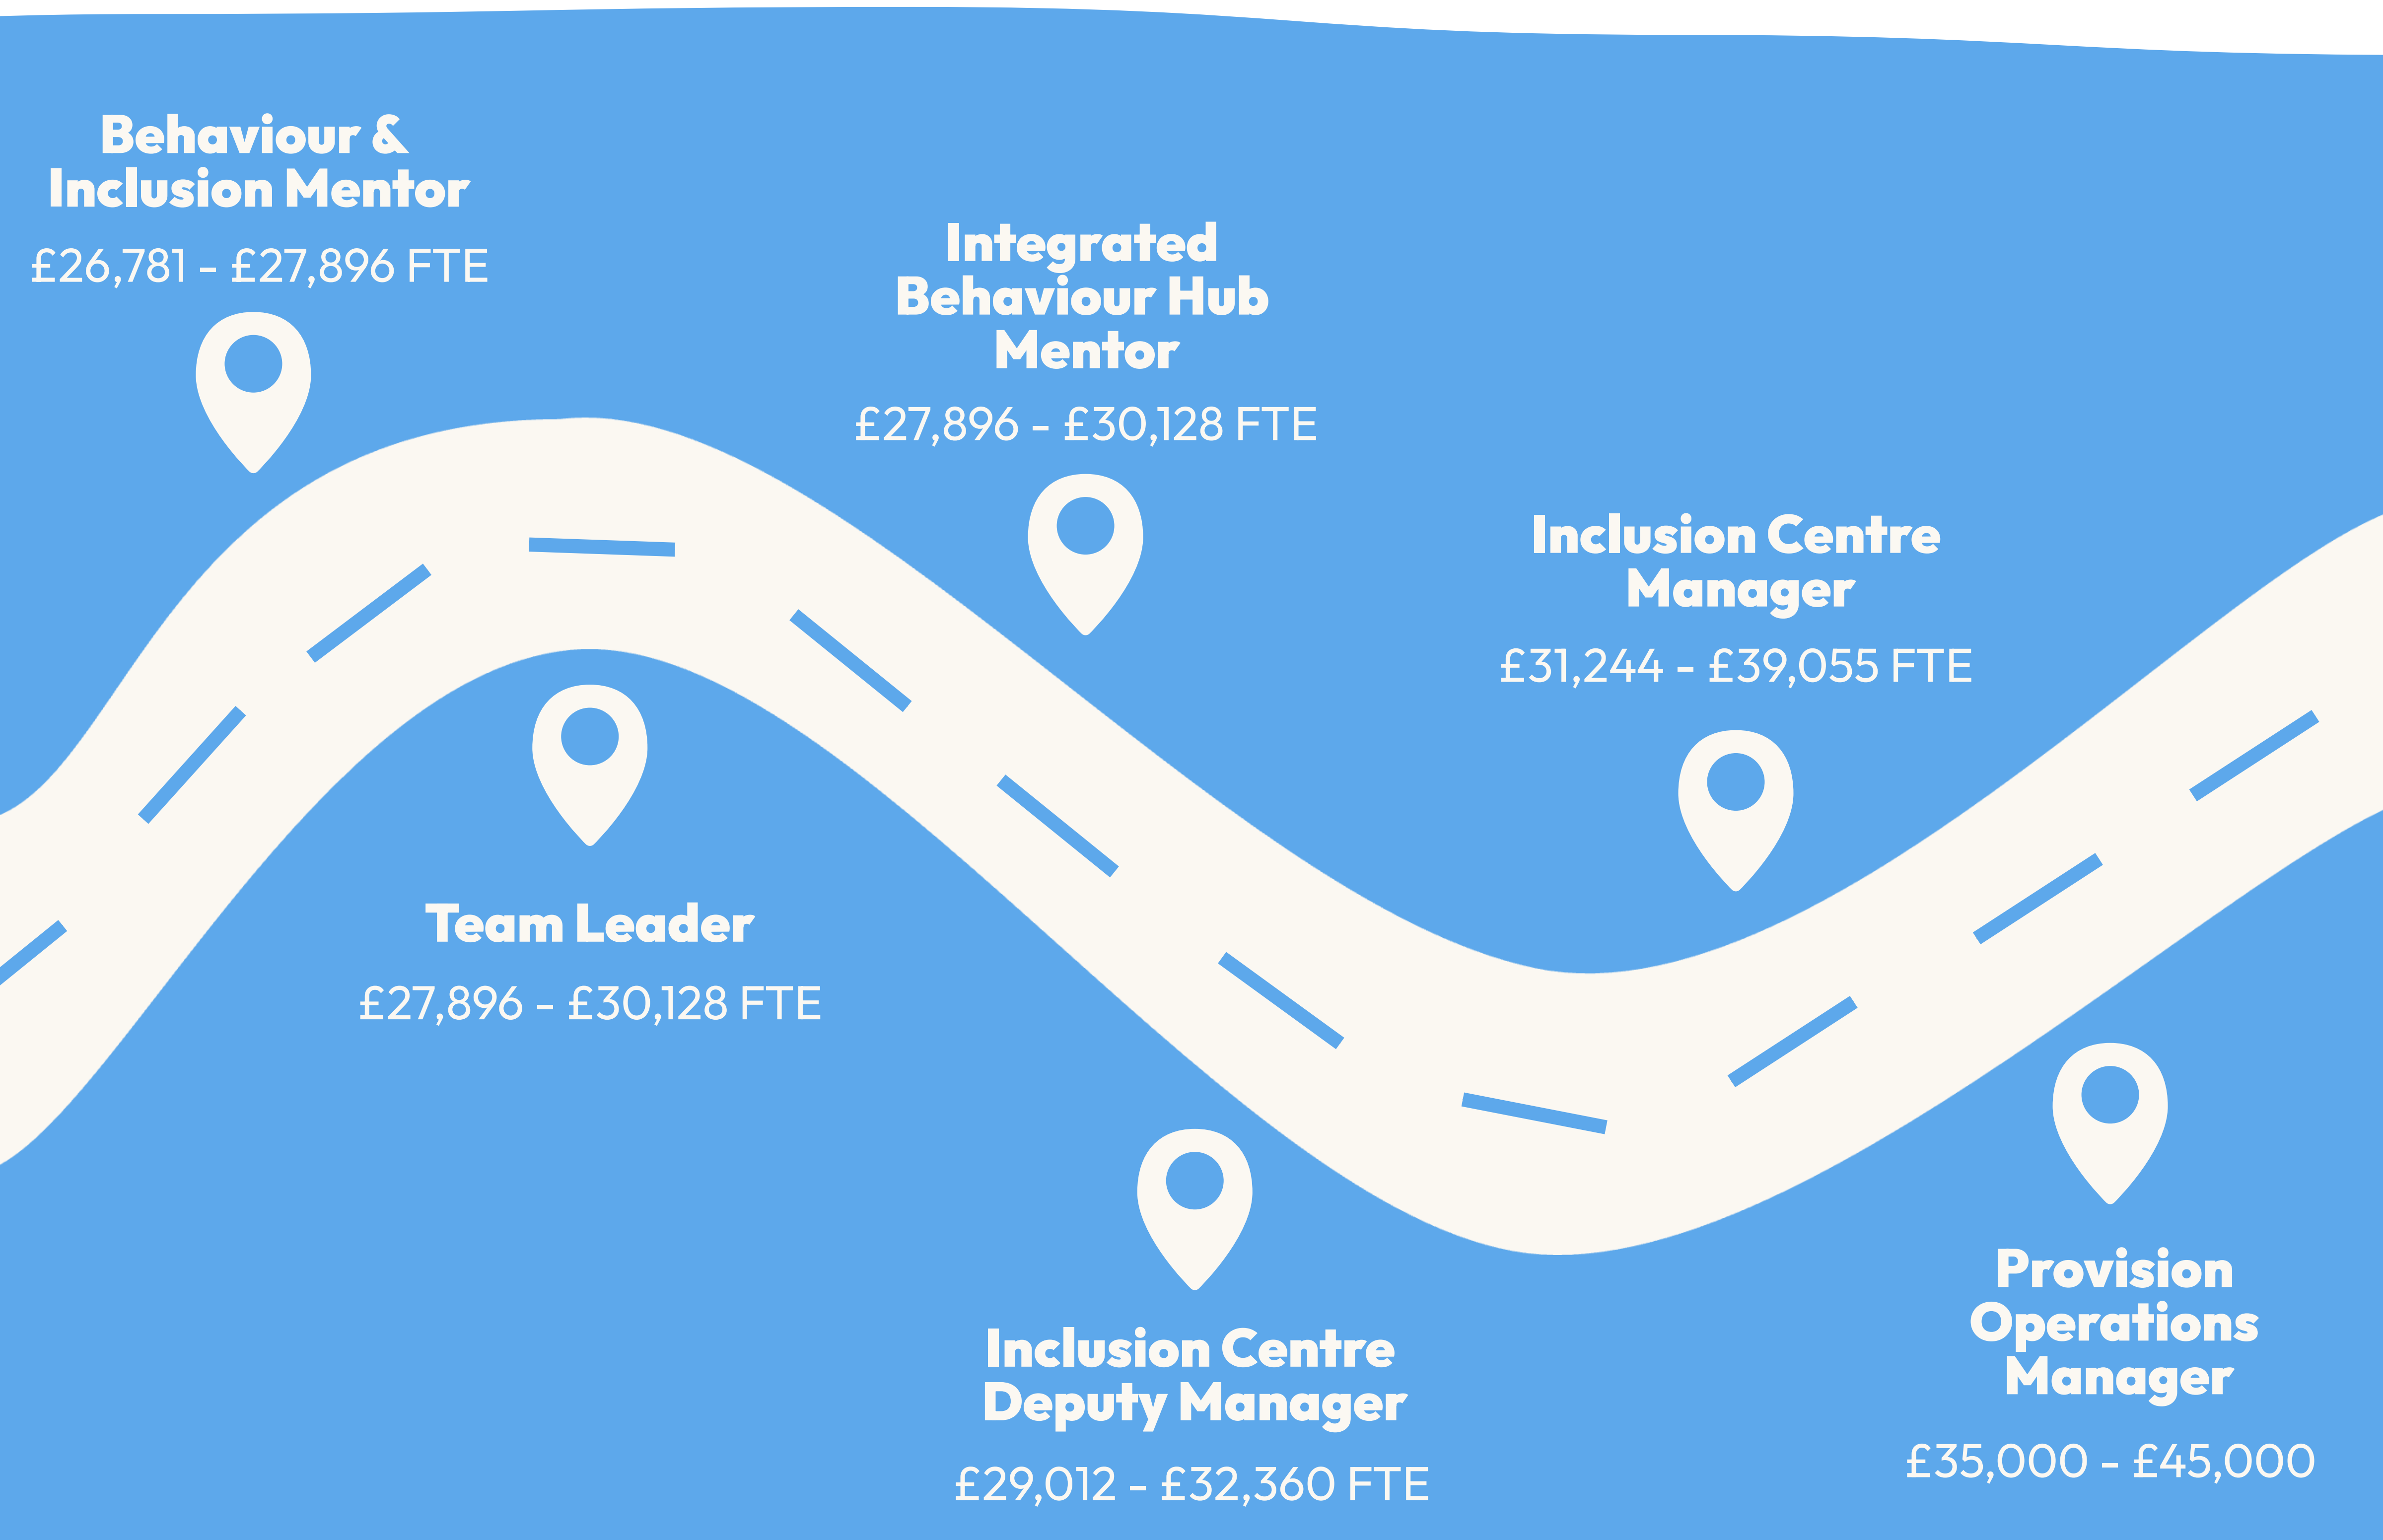 Behaviour &
Inclusion Mentor
£26,781 - £27,896 FTE
Team Leader
£27,896 - £30,128 FTE
Integrated
Behaviour Hub
Mentor
£27,896 - £30,128 FTE
Inclusion Centre
Deputy Manager
£29,012 - £32,360 FTE
Inclusion Centre
Manager
£31,244 - £39,055 FTE
Provision
Operations
Manager
£35,000 - £45,000